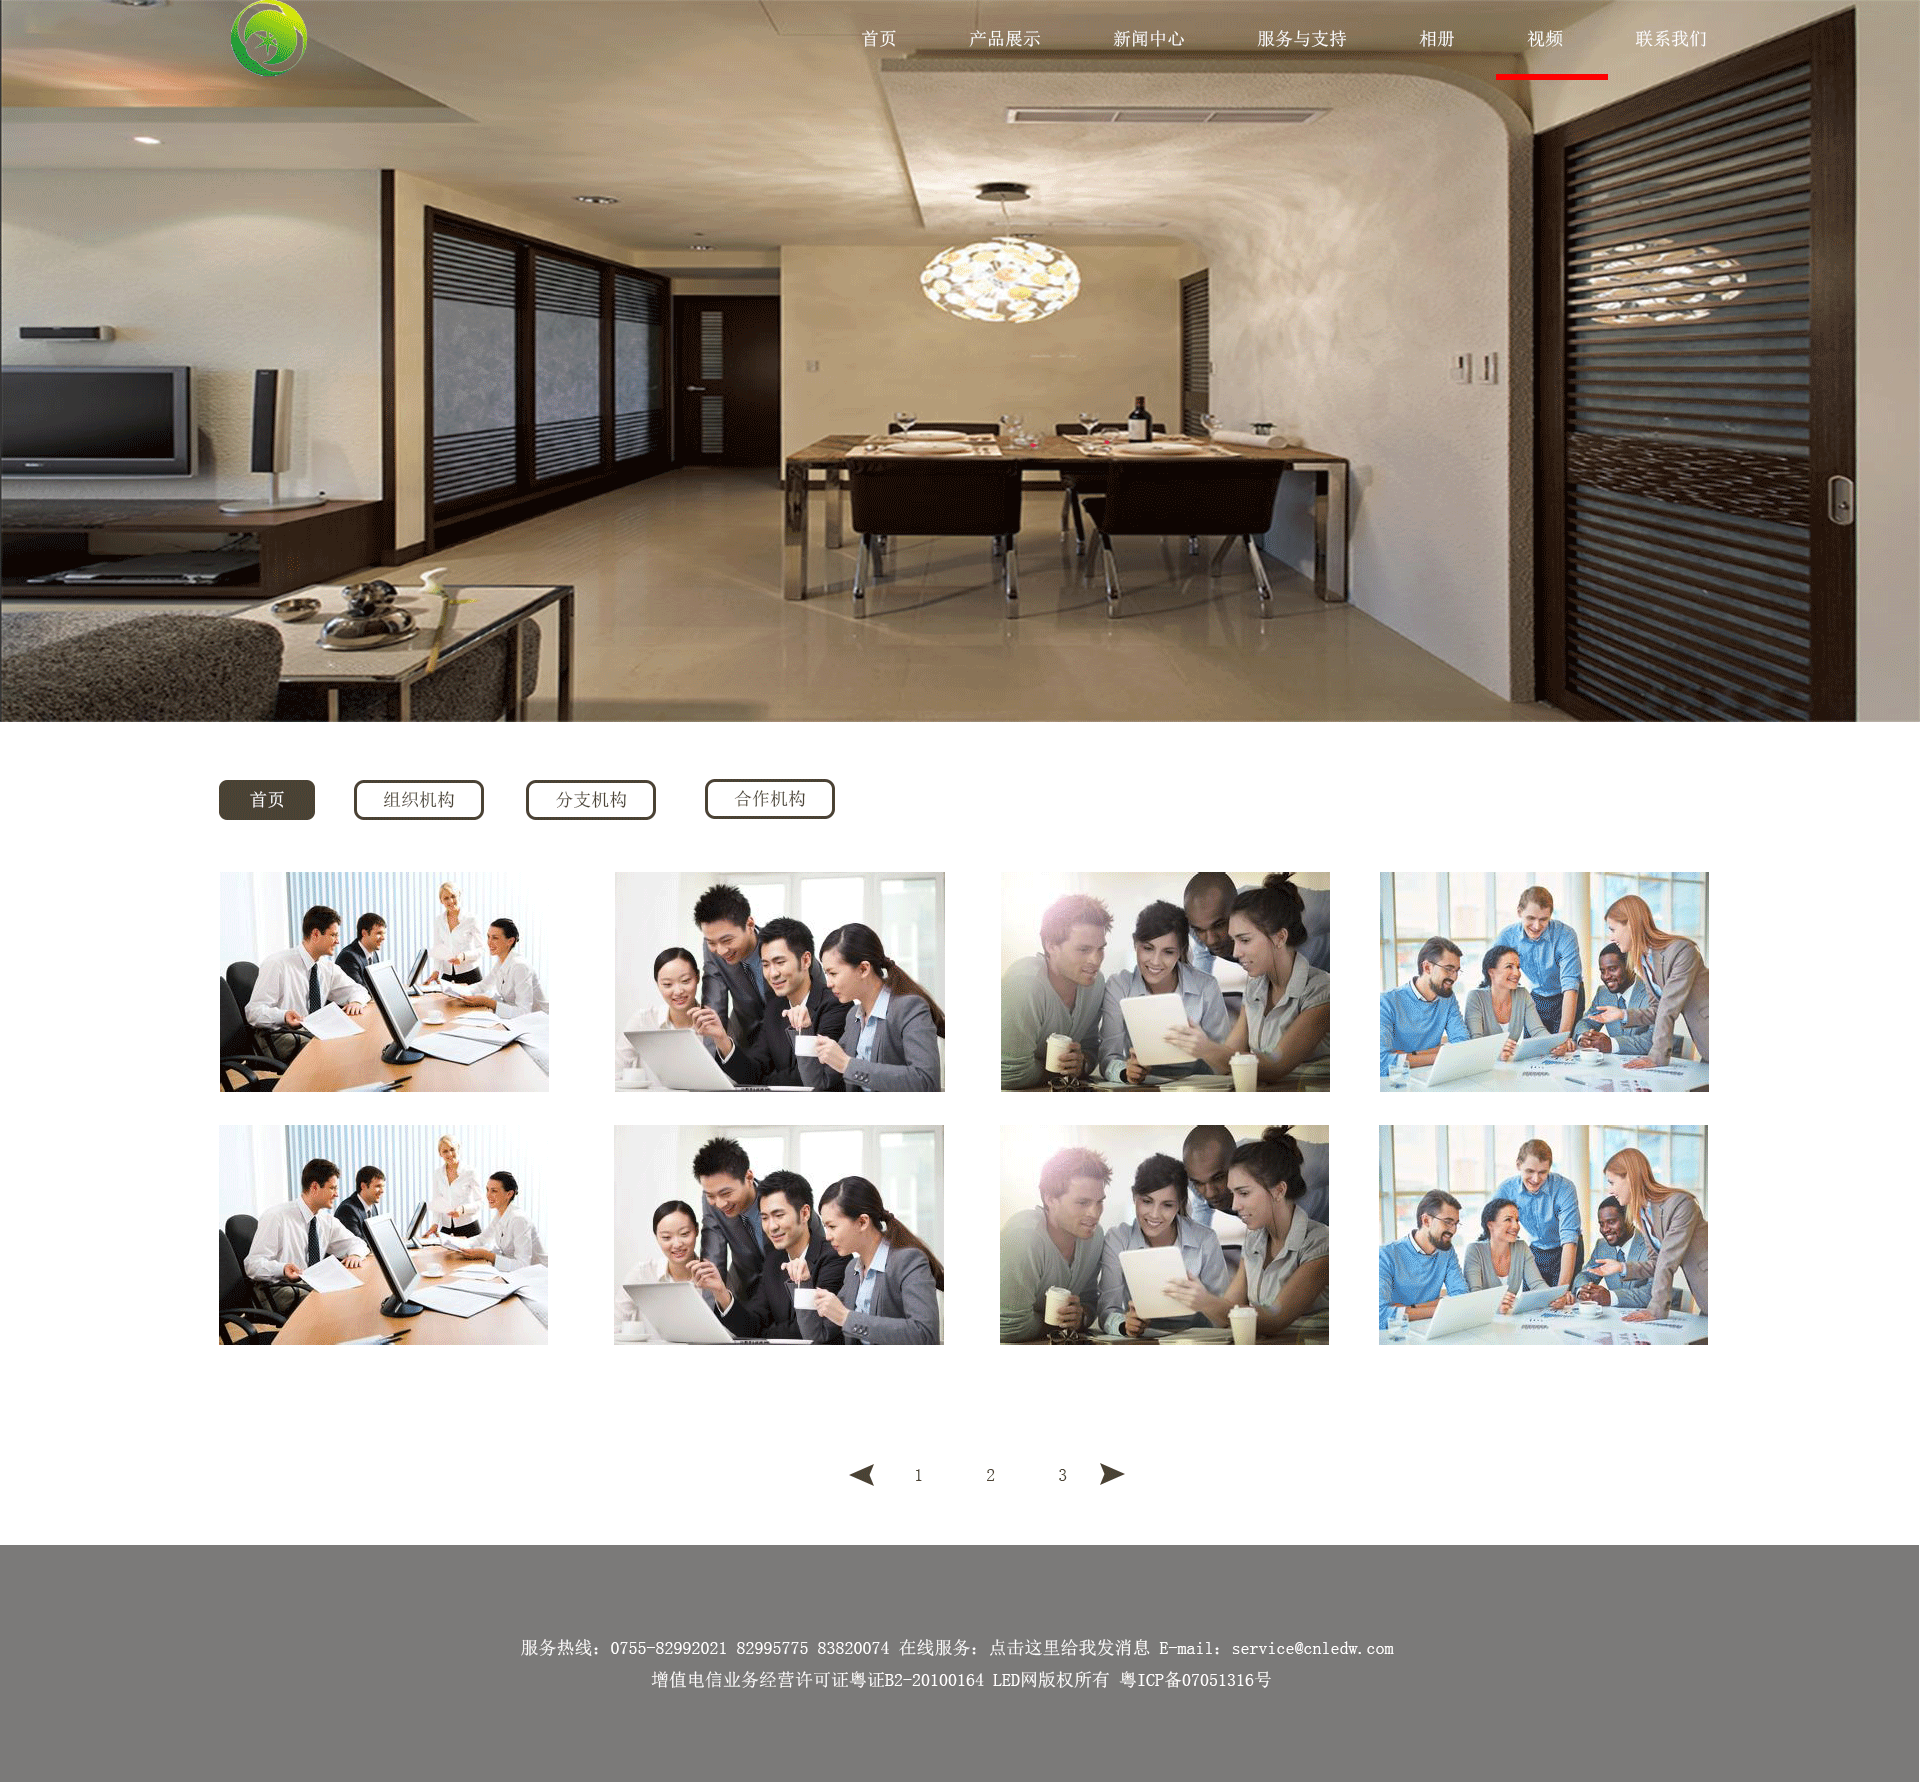 首页 产品展示 新闻中心 服务与支持 相册 视频 联系我们
首页 组织机构 分支机构 合作机构
1 2 3
服务热线: 0755-82992021 82995775 83820074 在线服务: 点击这里给我发消息 E-mail: service@cnledw.com
增值电信业务经营许可证粤证B2-20100164 LED网版权所有 粤ICP备07051316号